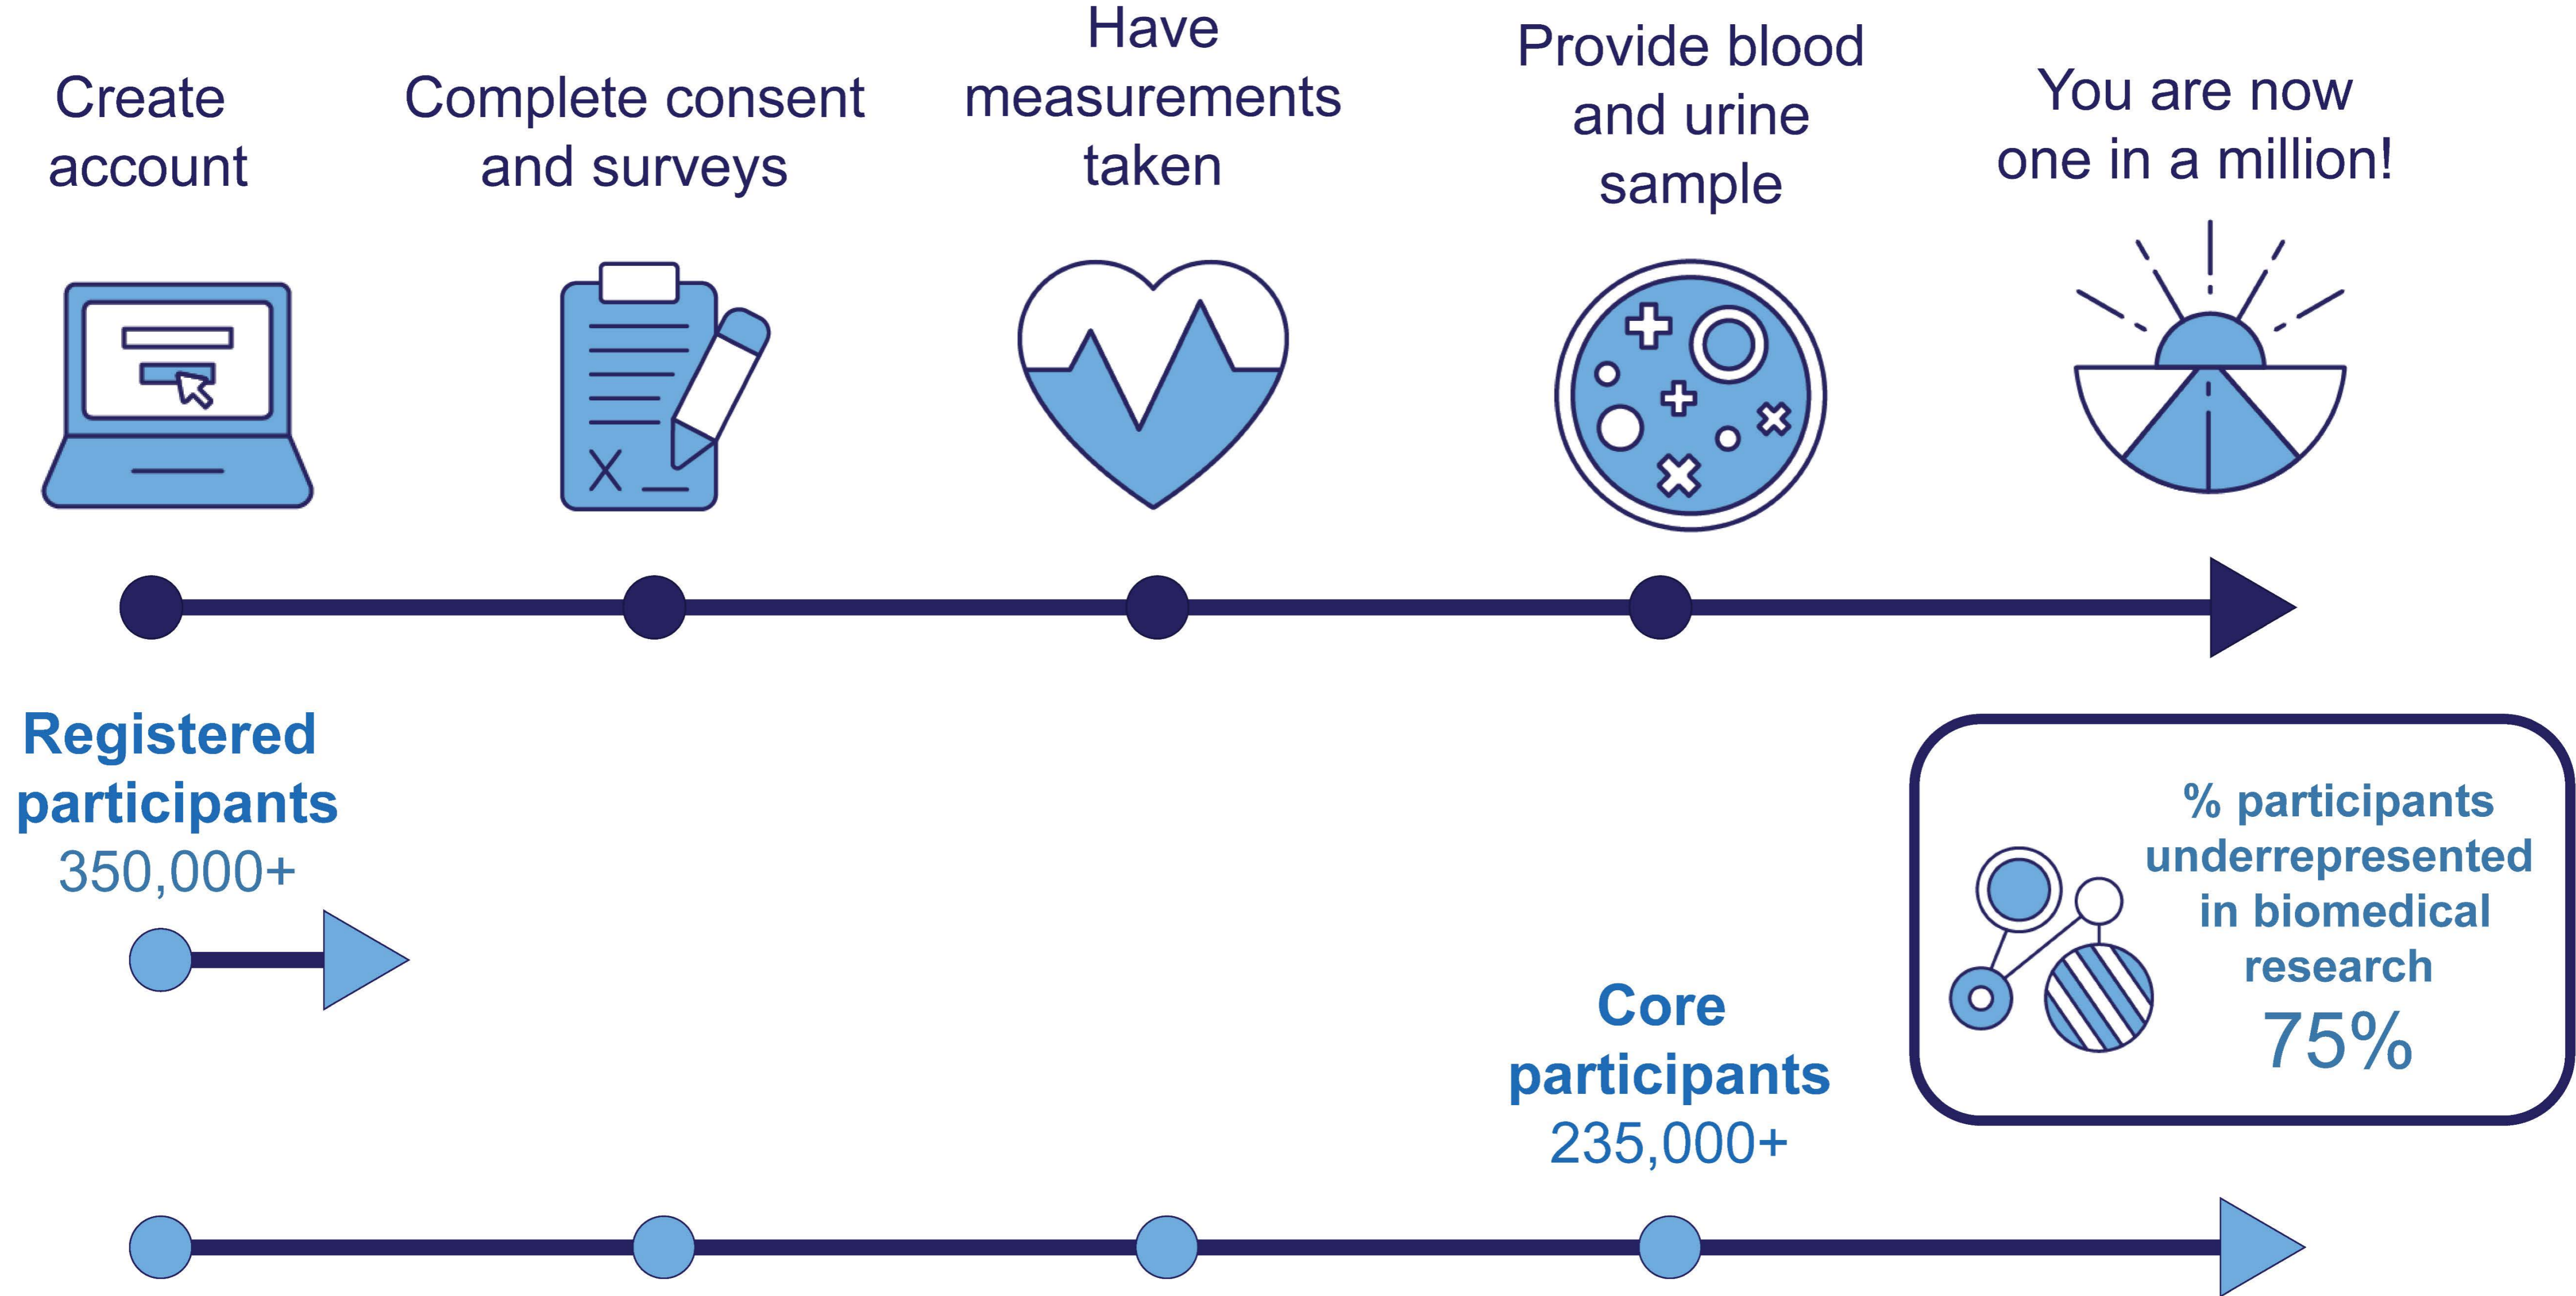 Create
account
Complete consent
and surveys
Have
measurements
taken
Provide blood
and urine
sample
You are now
one in a million!
X
Registered
participants
350,000+
% participants
underrepresented
in biomedical
research
75%
Core
participants
235,000+